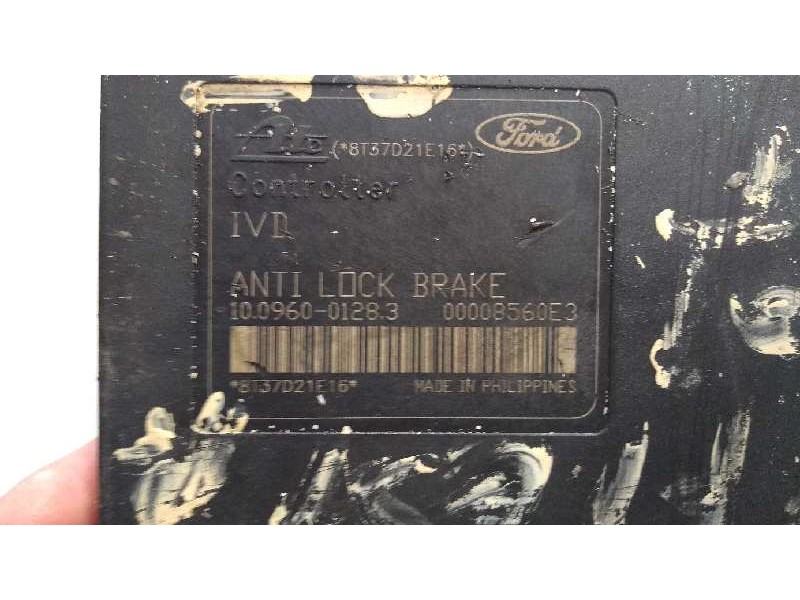 Ate (*8T37D21E16*) Ford
Controller
IVD
ANTI LOCK BRAKE
10.0960-0128.3 00008560E3
*8T37D21E16* MADE IN PHILIPPINES